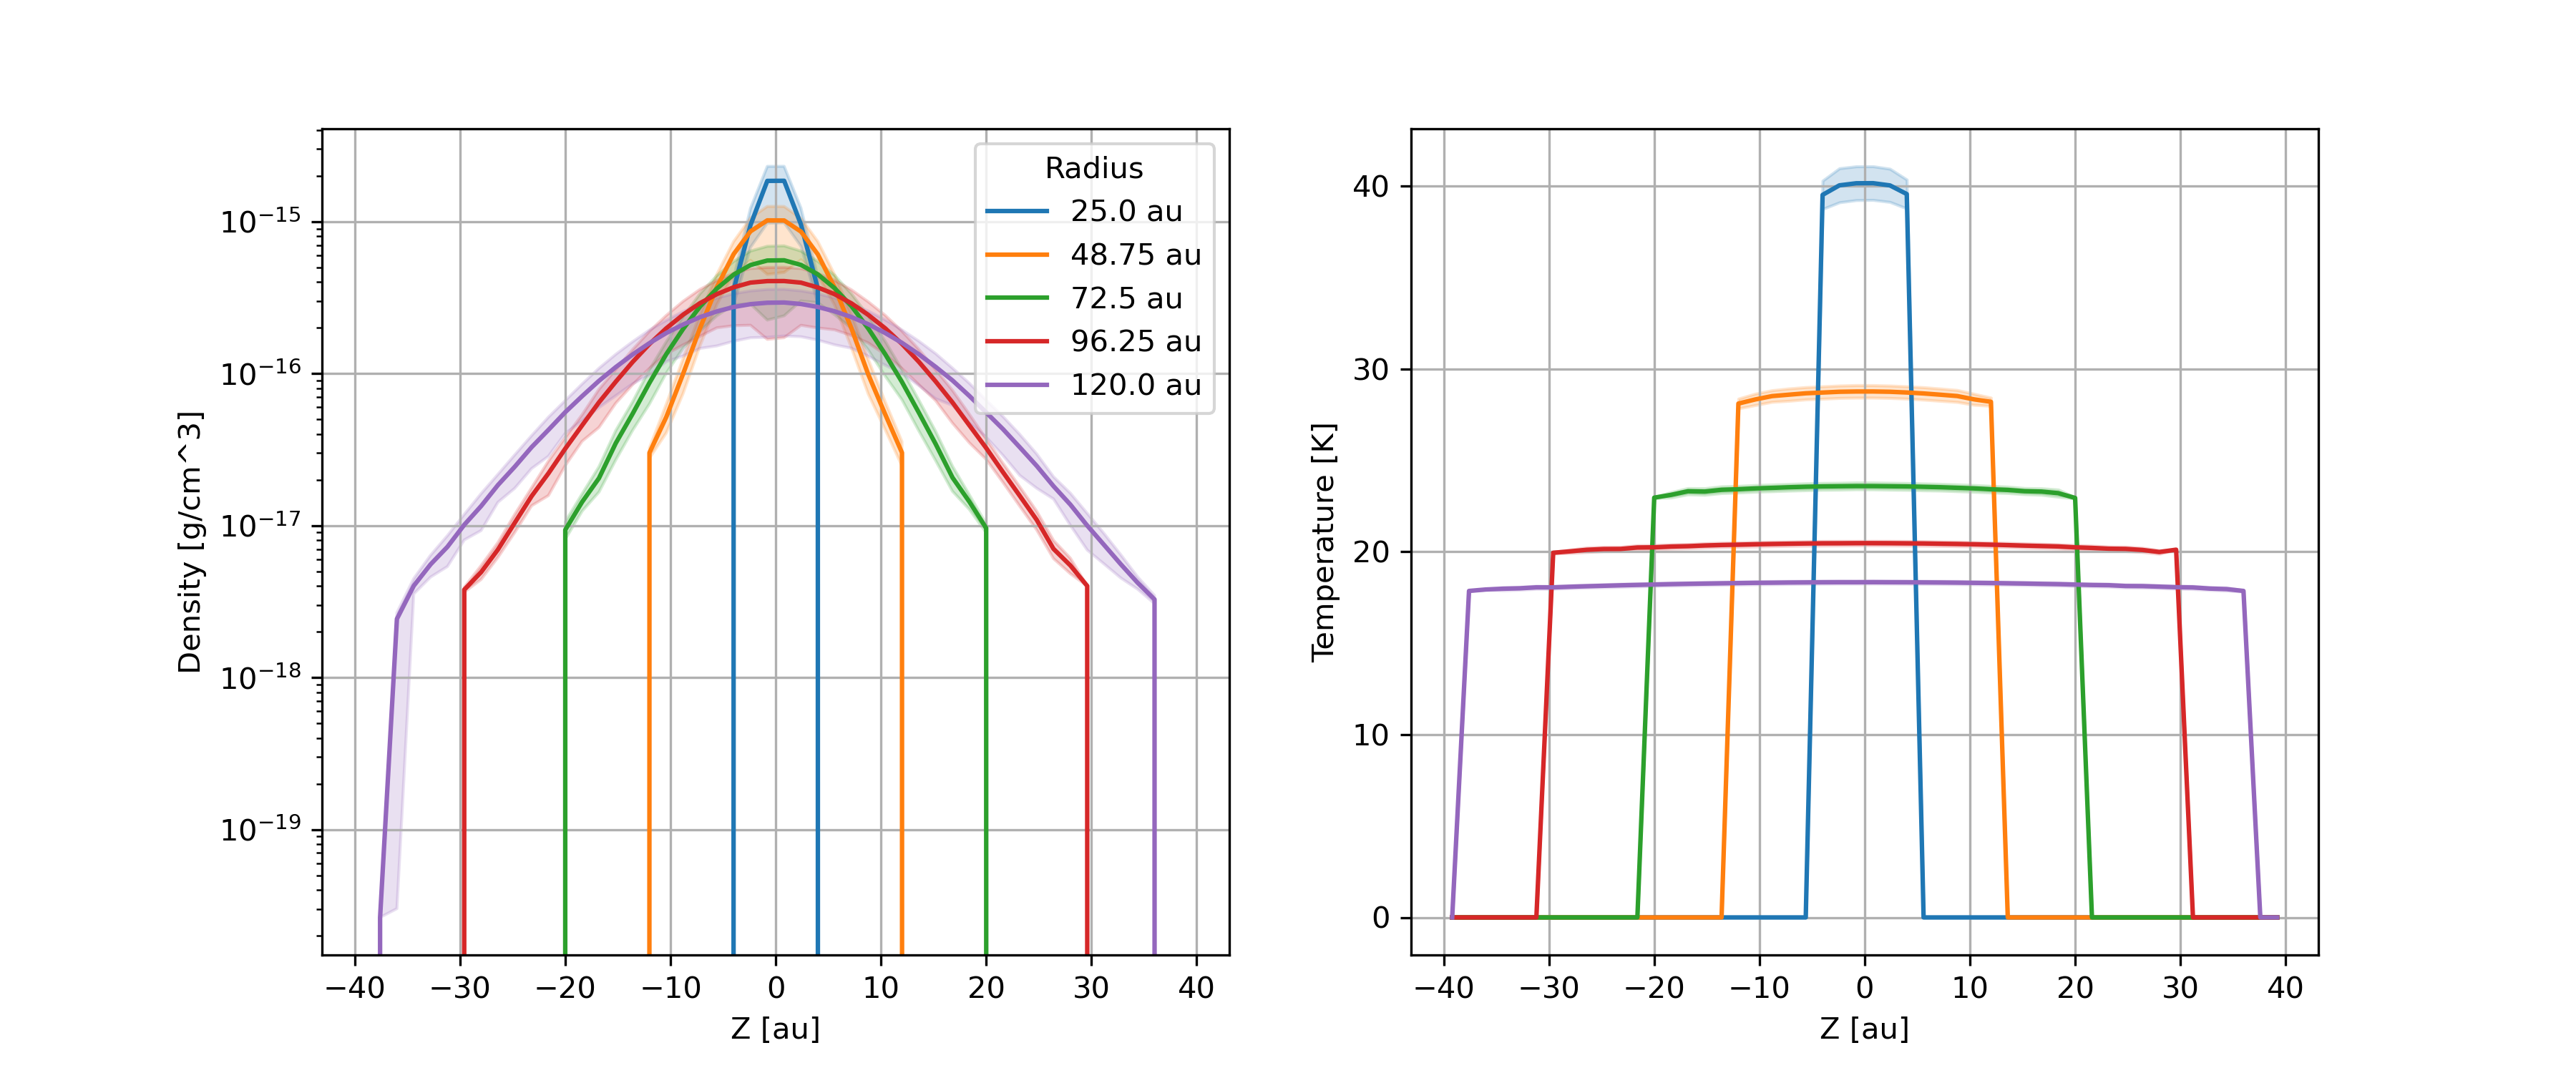 Density [g/cm^3]
10^−15
10^−16
10^−17
10^−18
10^−19
−40 −30 −20 −10 0 10 20 30 40
Z [au]
Radius
25.0 au
48.75 au
72.5 au
96.25 au
120.0 au
Temperature [K]
40
30
20
10
0
−40 −30 −20 −10 0 10 20 30 40
Z [au]